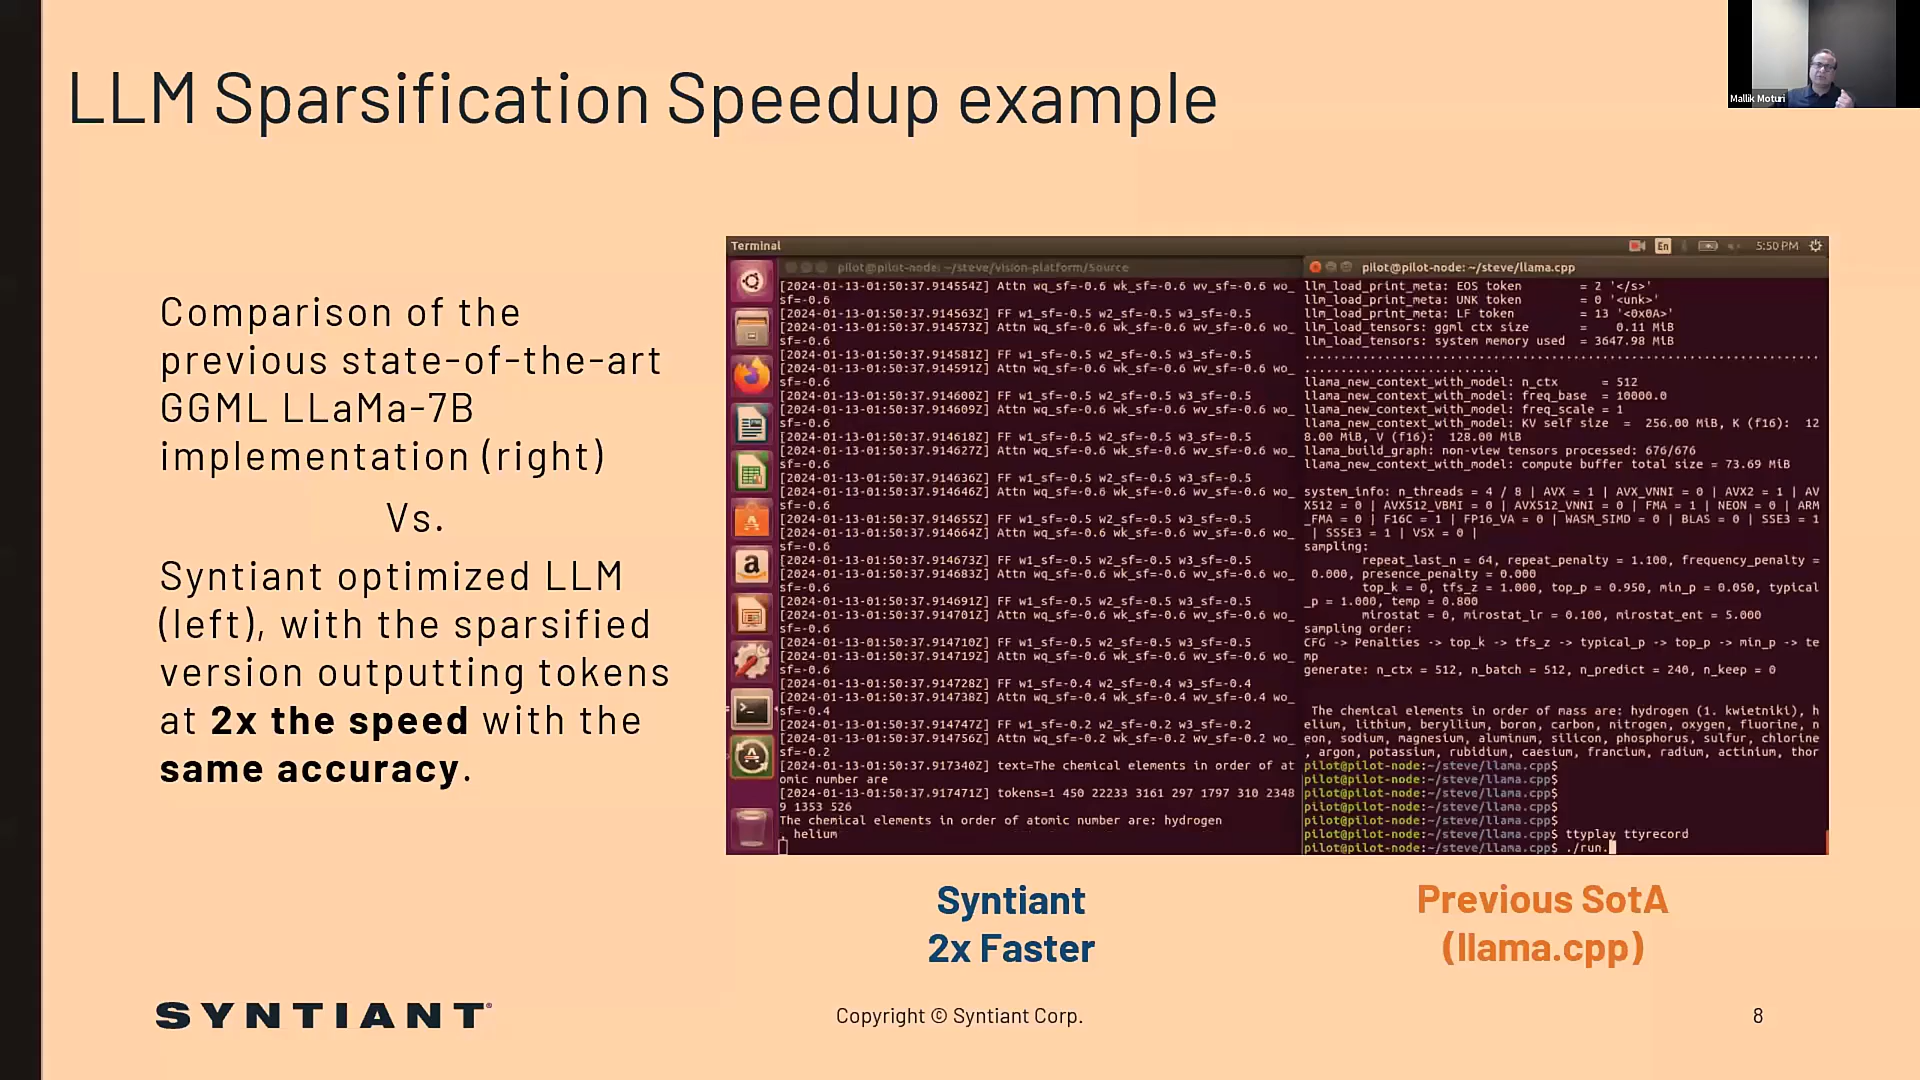 LLM Sparsification Speedup example
Mallik Moturi
Comparison of the
previous state-of-the-art
GGML LLaMa-7B
implementation (right)
Vs.
Syntiant optimized LLM
(left), with the sparsified
version outputting tokens
at 2x the speed with the
same accuracy.
Terminal
En
5:50 PM
pilot@pilot-node: ~/steve/vision-platform/Source
[2024-01-13-01:50:37.914554Z] Attn wq_sf=-0.6 wk_sf=-0.6 wv_sf=-0.6 wo_
sf=-0.6
[2024-01-13-01:50:37.914563Z] FF w1_sf=-0.5 w2_sf=-0.5 w3_sf=-0.5
[2024-01-13-01:50:37.914573Z] Attn wq_sf=-0.6 wk_sf=-0.6 wv_sf=-0.6 wo_
sf=-0.6
[2024-01-13-01:50:37.914581Z] FF w1_sf=-0.5 w2_sf=-0.5 w3_sf=-0.5
[2024-01-13-01:50:37.914591Z] Attn wq_sf=-0.6 wk_sf=-0.6 wv_sf=-0.6 wo_
sf=-0.6
[2024-01-13-01:50:37.914600Z] FF w1_sf=-0.5 w2_sf=-0.5 w3_sf=-0.5
[2024-01-13-01:50:37.914609Z] Attn wq_sf=-0.6 wk_sf=-0.6 wv_sf=-0.6 wo_
sf=-0.6
[2024-01-13-01:50:37.914618Z] FF w1_sf=-0.5 w2_sf=-0.5 w3_sf=-0.5
[2024-01-13-01:50:37.914627Z] Attn wq_sf=-0.6 wk_sf=-0.6 wv_sf=-0.6 wo_
sf=-0.6
[2024-01-13-01:50:37.914636Z] FF w1_sf=-0.5 w2_sf=-0.5 w3_sf=-0.5
[2024-01-13-01:50:37.914646Z] Attn wq_sf=-0.6 wk_sf=-0.6 wv_sf=-0.6 wo_
sf=-0.6
[2024-01-13-01:50:37.914655Z] FF w1_sf=-0.5 w2_sf=-0.5 w3_sf=-0.5
[2024-01-13-01:50:37.914664Z] Attn wq_sf=-0.6 wk_sf=-0.6 wv_sf=-0.6 wo_
sf=-0.6
[2024-01-13-01:50:37.914673Z] FF w1_sf=-0.5 w2_sf=-0.5 w3_sf=-0.5
[2024-01-13-01:50:37.914683Z] Attn wq_sf=-0.6 wk_sf=-0.6 wv_sf=-0.6 wo_
sf=-0.6
[2024-01-13-01:50:37.914691Z] FF w1_sf=-0.5 w2_sf=-0.5 w3_sf=-0.5
[2024-01-13-01:50:37.914701Z] Attn wq_sf=-0.6 wk_sf=-0.6 wv_sf=-0.6 wo_
sf=-0.6
[2024-01-13-01:50:37.914710Z] FF w1_sf=-0.5 w2_sf=-0.5 w3_sf=-0.5
[2024-01-13-01:50:37.914719Z] Attn wq_sf=-0.6 wk_sf=-0.6 wv_sf=-0.6 wo_
sf=-0.6
[2024-01-13-01:50:37.914728Z] FF w1_sf=-0.4 w2_sf=-0.4 w3_sf=-0.4
[2024-01-13-01:50:37.914738Z] Attn wq_sf=-0.4 wk_sf=-0.4 wv_sf=-0.4 wo_
sf=-0.4
[2024-01-13-01:50:37.914747Z] FF w1_sf=-0.2 w2_sf=-0.2 w3_sf=-0.2
[2024-01-13-01:50:37.914756Z] Attn wq_sf=-0.2 wk_sf=-0.2 wv_sf=-0.2 wo_
sf=-0.2
[2024-01-13-01:50:37.917340Z] text=The chemical elements in order of at
omic number are
[2024-01-13-01:50:37.917471Z] tokens=1 450 22233 3161 297 1797 310 2348
9 1353 526
The chemical elements in order of atomic number are: hydrogen
, helium
pilot@pilot-node: ~/steve/llama.cpp
llm_load_print_meta: EOS token = 2 '</s>'
llm_load_print_meta: UNK token = 0 '<unk>'
llm_load_print_meta: LF token = 13 '<0x0A>'
llm_load_tensors: ggml ctx size = 0.11 MiB
llm_load_tensors: system memory used = 3647.98 MiB
....................................................................
..........................
llama_new_context_with_model: n_ctx = 512
llama_new_context_with_model: freq_base = 10000.0
llama_new_context_with_model: freq_scale = 1
llama_new_context_with_model: KV self size = 256.00 MiB, K (f16): 12
8.00 MiB, V (f16): 128.00 MiB
llama_build_graph: non-view tensors processed: 676/676
llama_new_context_with_model: compute buffer total size = 73.69 MiB
system_info: n_threads = 4 / 8 | AVX = 1 | AVX_VNNI = 0 | AVX2 = 1 | AV
X512 = 0 | AVX512_VBMI = 0 | AVX512_VNNI = 0 | FMA = 1 | NEON = 0 | ARM
_FMA = 0 | F16C = 1 | FP16_VA = 0 | WASM_SIMD = 0 | BLAS = 0 | SSE3 = 1
| SSSE3 = 1 | VSX = 0 |
sampling:
repeat_last_n = 64, repeat_penalty = 1.100, frequency_penalty =
0.000, presence_penalty = 0.000
top_k = 0, tfs_z = 1.000, top_p = 0.950, min_p = 0.050, typical
_p = 1.000, temp = 0.800
mirostat = 0, mirostat_lr = 0.100, mirostat_ent = 5.000
sampling order:
CFG -> Penalties -> top_k -> tfs_z -> typical_p -> top_p -> min_p -> te
mp
generate: n_ctx = 512, n_batch = 512, n_predict = 240, n_keep = 0
The chemical elements in order of mass are: hydrogen (1. kwietniki), h
elium, lithium, beryllium, boron, carbon, nitrogen, oxygen, fluorine, n
eon, sodium, magnesium, aluminum, silicon, phosphorus, sulfur, chlorine
, argon, potassium, rubidium, caesium, francium, radium, actinium, thor
pilot@pilot-node:~/steve/llama.cpp$
pilot@pilot-node:~/steve/llama.cpp$
pilot@pilot-node:~/steve/llama.cpp$
pilot@pilot-node:~/steve/llama.cpp$
pilot@pilot-node:~/steve/llama.cpp$
pilot@pilot-node:~/steve/llama.cpp$ ttyplay ttyrecord
pilot@pilot-node:~/steve/llama.cpp$ ./run.
Syntiant
2x Faster
Previous SotA
(llama.cpp)
SYNTIANT
Copyright © Syntiant Corp.
8